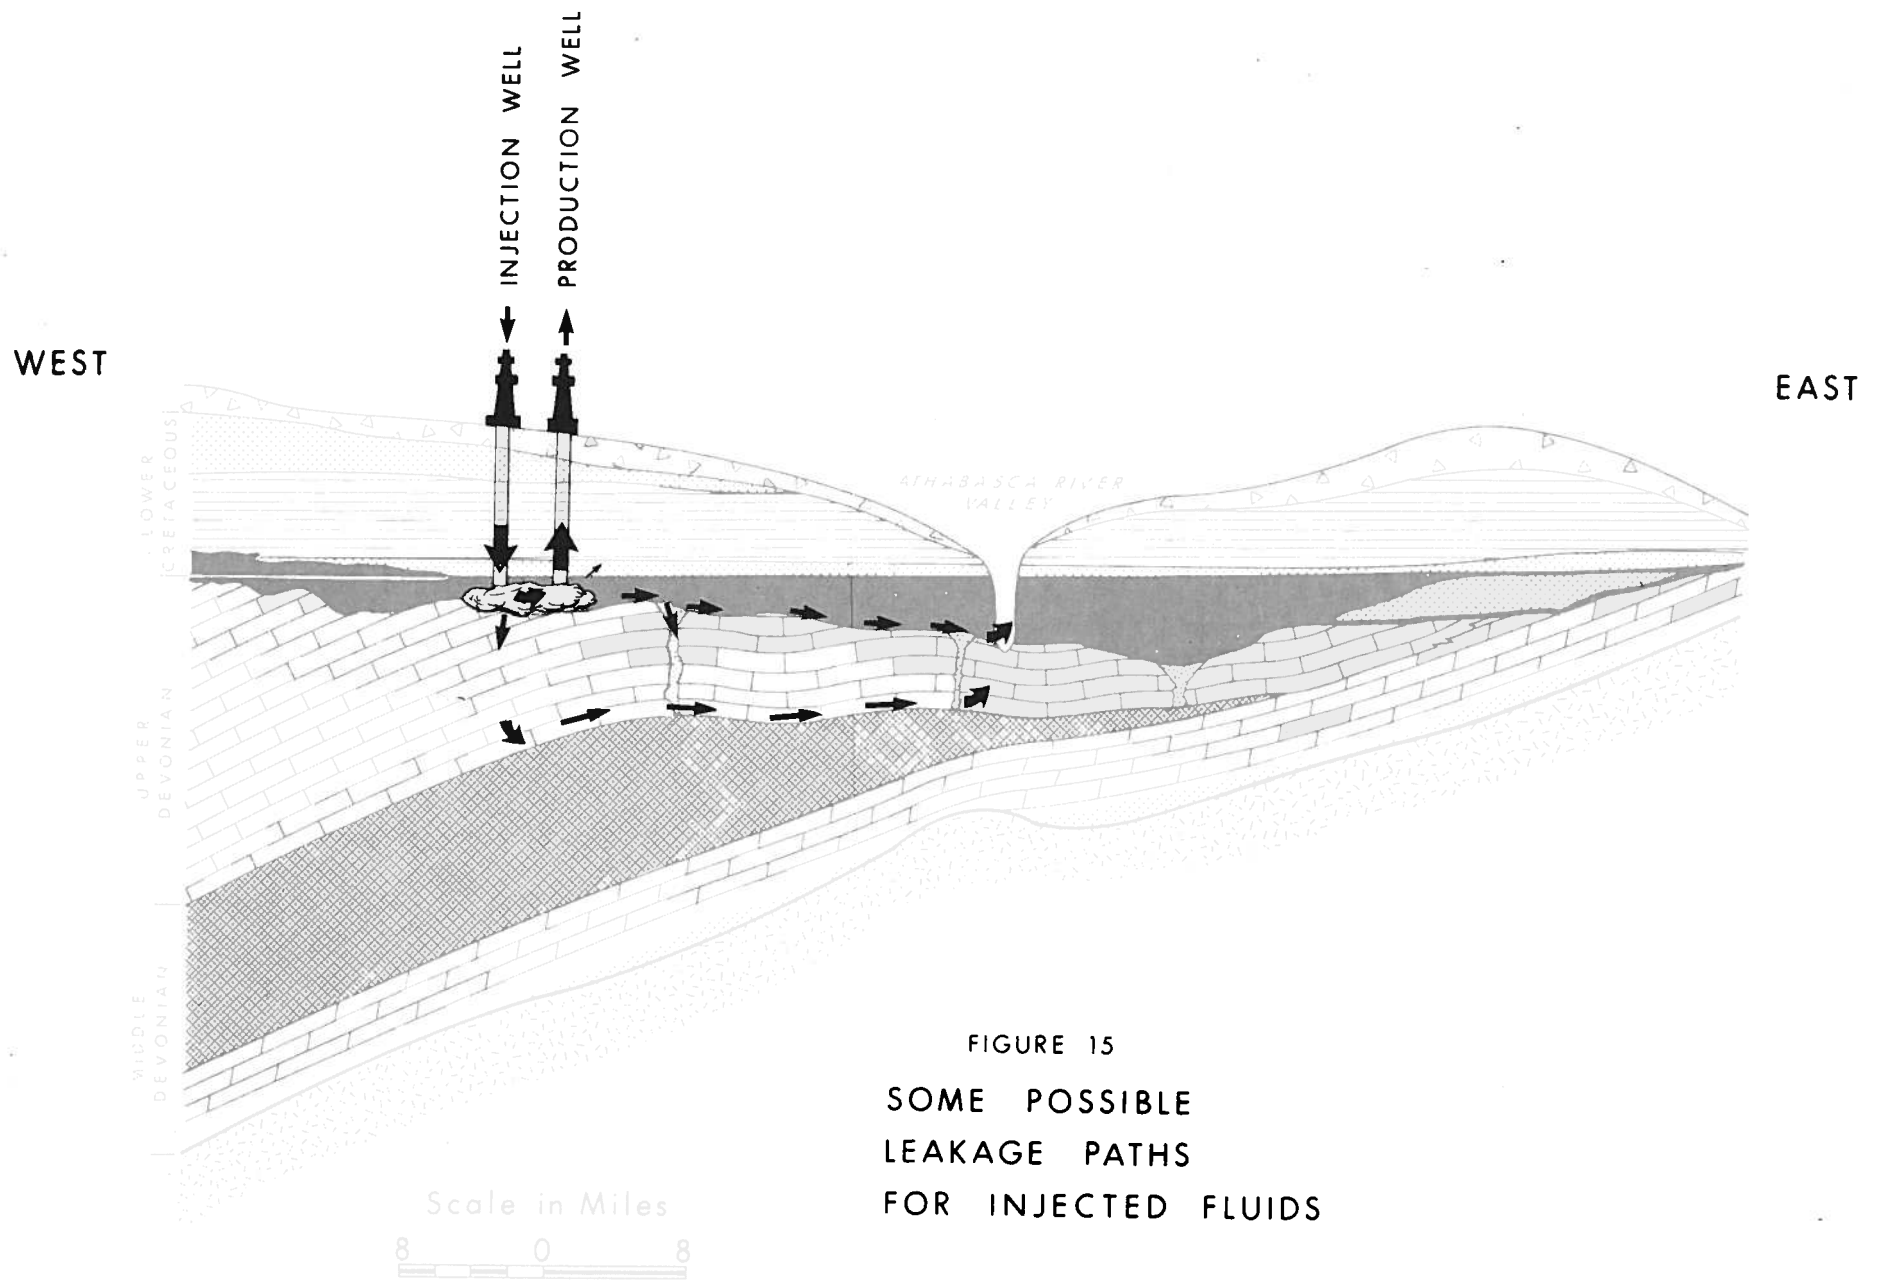 INJECTION WELL
PRODUCTION WELL
WEST
EAST
LOWER
CRETACEOUS
ATHABASCA RIVER
VALLEY
UPPER
DEVONIAN
MIDDLE
DEVONIAN
FIGURE 15
SOME POSSIBLE
LEAKAGE PATHS
FOR INJECTED FLUIDS
Scale in Miles
8 0 8